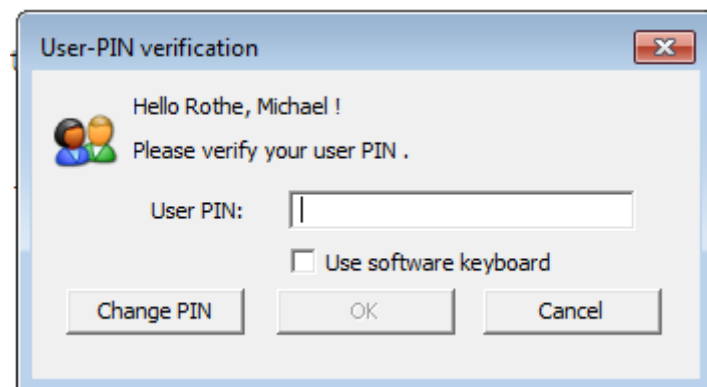 User-PIN verification
Hello Rothe, Michael !
Please verify your user PIN .
User PIN:
Use software keyboard
Change PIN OK Cancel